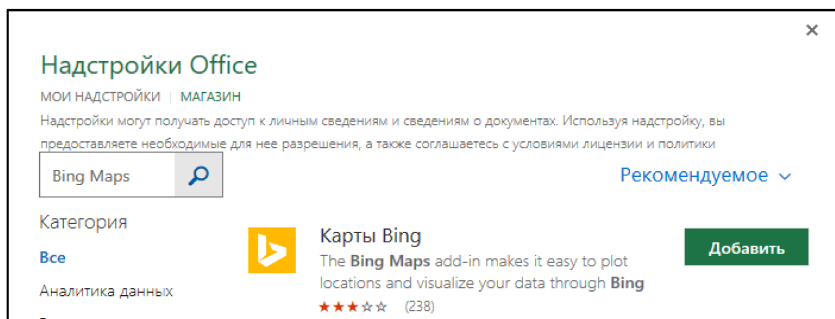 Надстройки Office
МОИ НАДСТРОЙКИ | МАГАЗИН
Надстройки могут получать доступ к личным сведениям и сведениям о документах. Используя надстройку, вы
предоставляете необходимые для нее разрешения, а также соглашаетесь с условиями лицензии и политики
Bing Maps
Рекомендуемое
Категория
Все
Аналитика данных
Карты Bing
The Bing Maps add-in makes it easy to plot
locations and visualize your data through Bing
(238)
Добавить